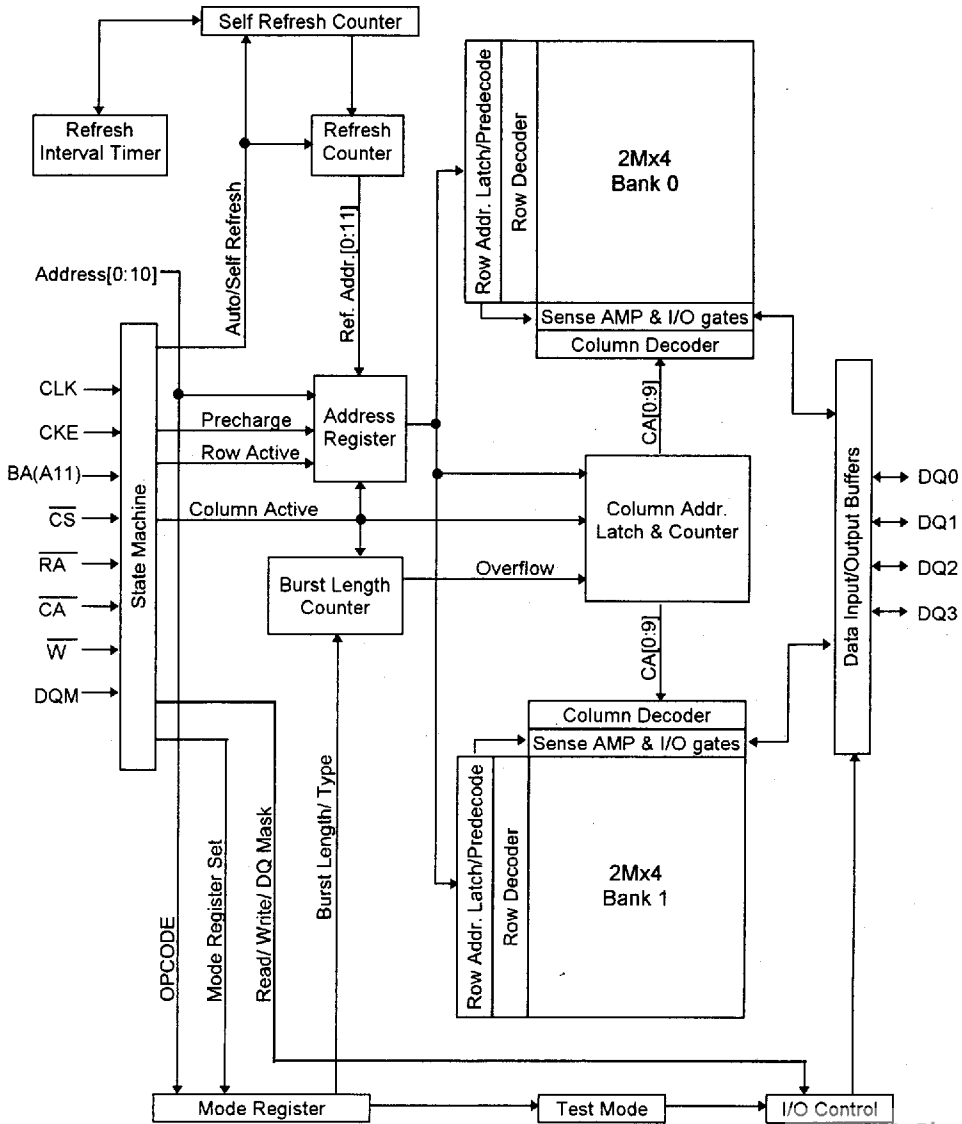 Self Refresh Counter
Refresh
Interval Timer
Refresh
Counter
Auto/Self Refresh
Ref. Addr.[0:11]
Row Addr. Latch/Predecode
Row Decoder
2Mx4
Bank 0
Sense AMP & I/O gates
Column Decoder
Address[0:10]
CLK
CKE
BA(A11)
CS
RA
CA
W
DQM
State Machine
Precharge
Row Active
Column Active
Address
Register
Burst Length
Counter
Overflow
CA[0:9]
Column Addr.
Latch & Counter
CA[0:9]
Data Input/Output Buffers
DQ0
DQ1
DQ2
DQ3
Column Decoder
Sense AMP & I/O gates
Row Addr. Latch/Predecode
Row Decoder
2Mx4
Bank 1
OPCODE
Mode Register Set
Read/ Write/ DQ Mask
Burst Length/ Type
Mode Register
Test Mode
I/O Control